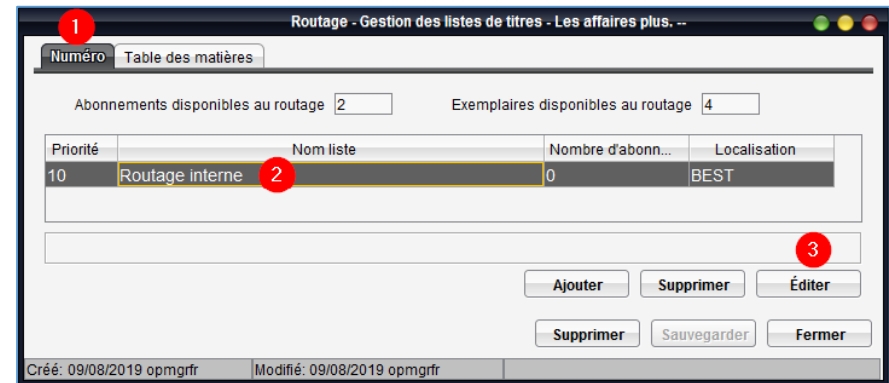 Routage - Gestion des listes de titres - Les affaires plus. --
1
Numéro Table des matières
Abonnements disponibles au routage 2 Exemplaires disponibles au routage 4
Priorité Nom liste Nombre d'abonn... Localisation
10 Routage interne 2 0 BEST
3
Ajouter Supprimer Éditer
Supprimer Sauvegarder Fermer
Créé: 09/08/2019 opmgrfr Modifié: 09/08/2019 opmgrfr